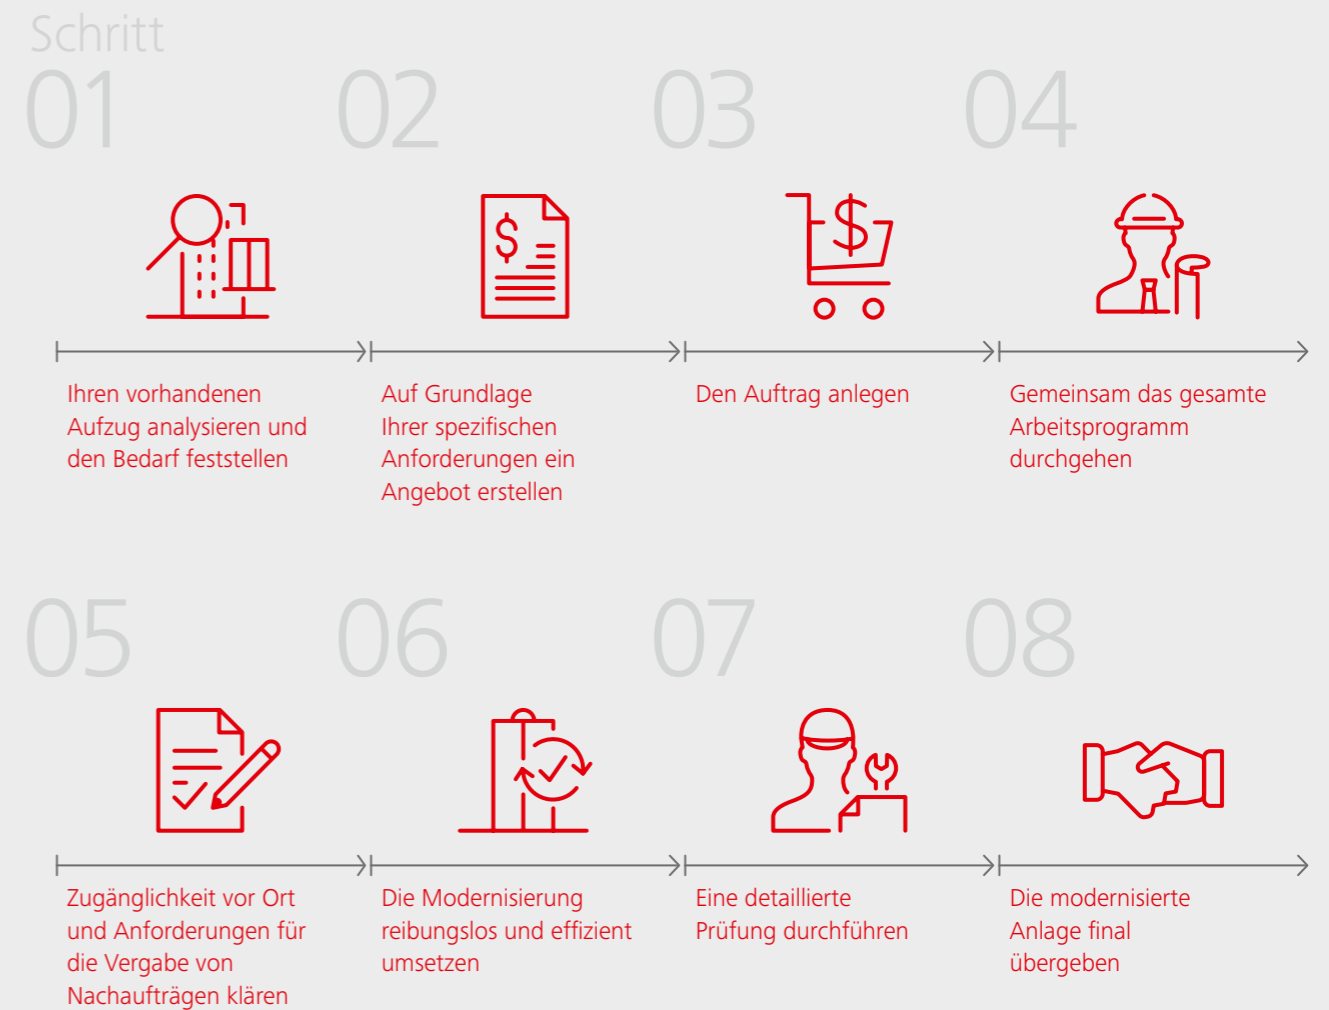 Schritt
01
02
03
04
Ihren vorhandenen
Aufzug analysieren und
den Bedarf feststellen
Auf Grundlage
Ihrer spezifischen
Anforderungen ein
Angebot erstellen
Den Auftrag anlegen
Gemeinsam das gesamte
Arbeitsprogramm
durchgehen
05
06
07
08
Zugänglichkeit vor Ort
und Anforderungen für
die Vergabe von
Nachaufträgen klären
Die Modernisierung
reibungslos und effizient
umsetzen
Eine detaillierte
Prüfung durchführen
Die modernisierte
Anlage final
übergeben